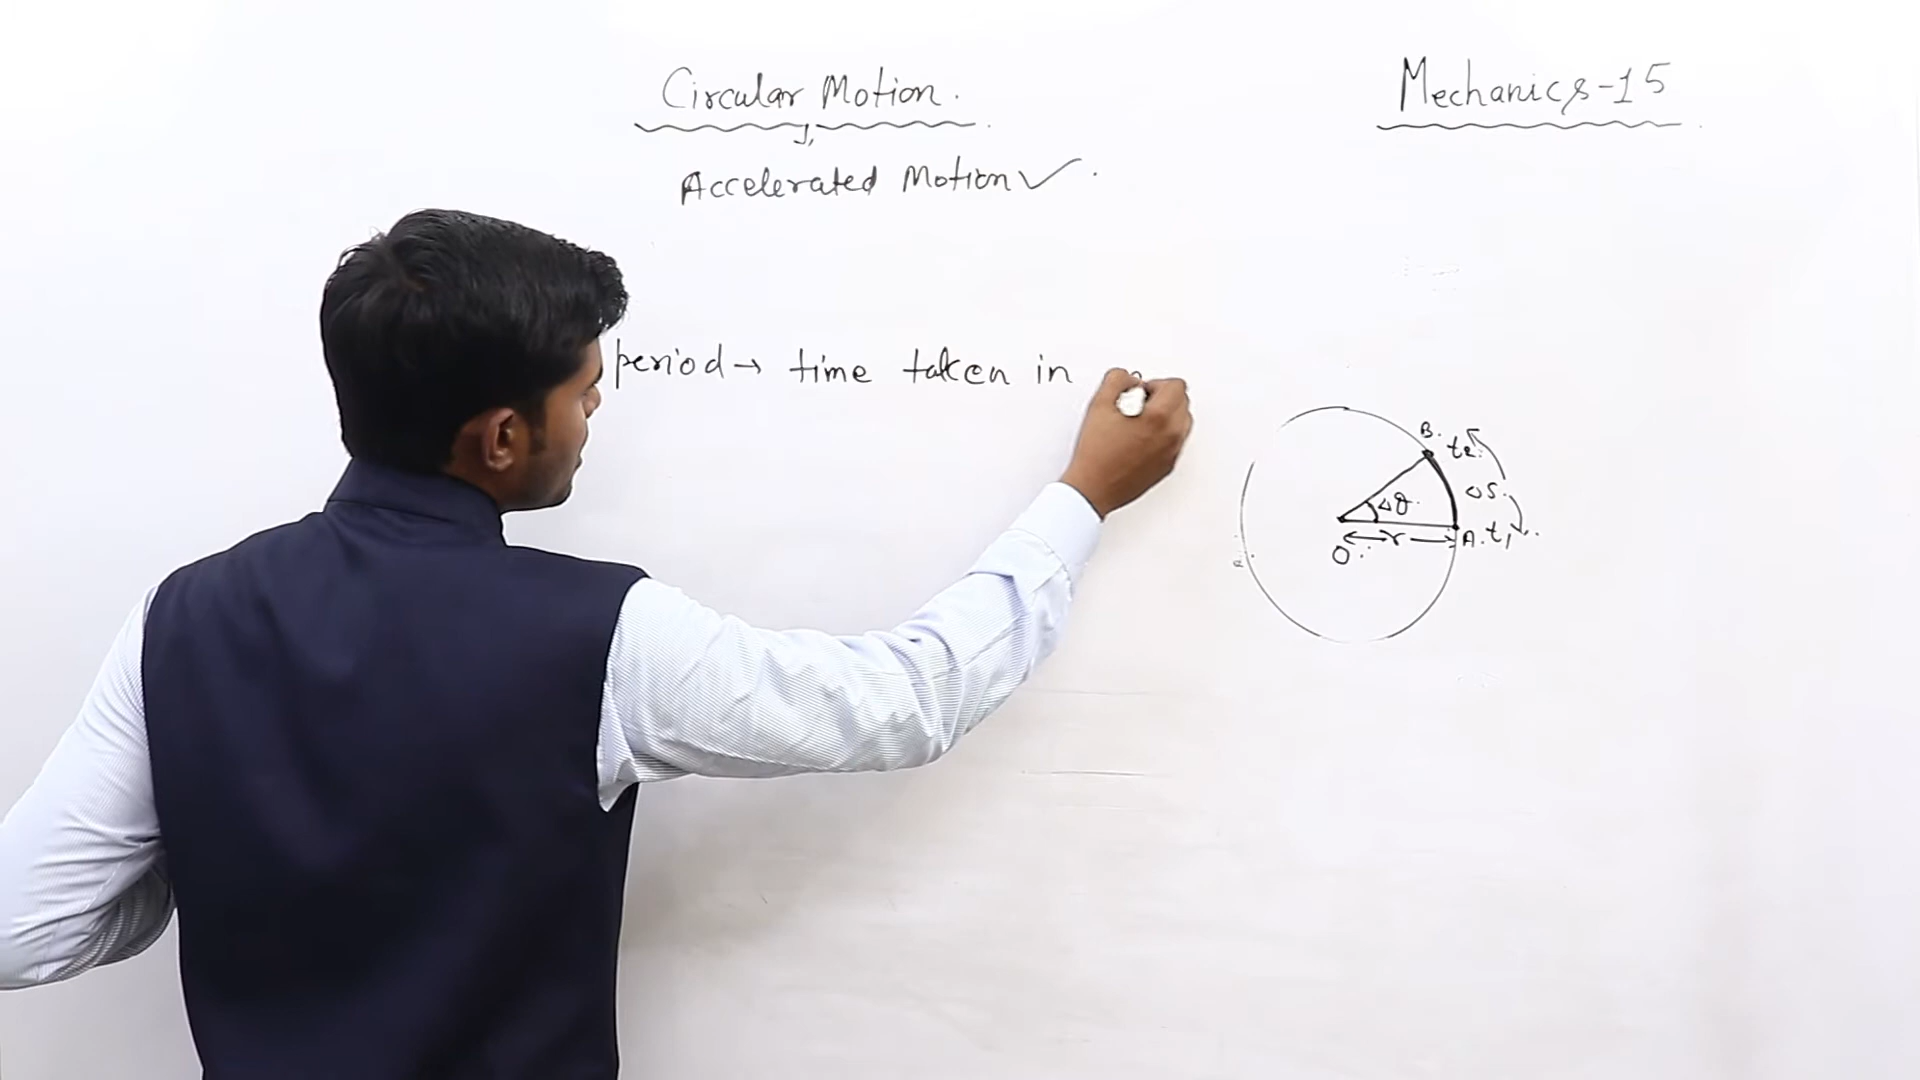 Circular Motion.
Mechanics-15
Accelerated Motion ✓.
period → time taken in
B. t2.
Δθ.
ΔS.
O. r A. t1